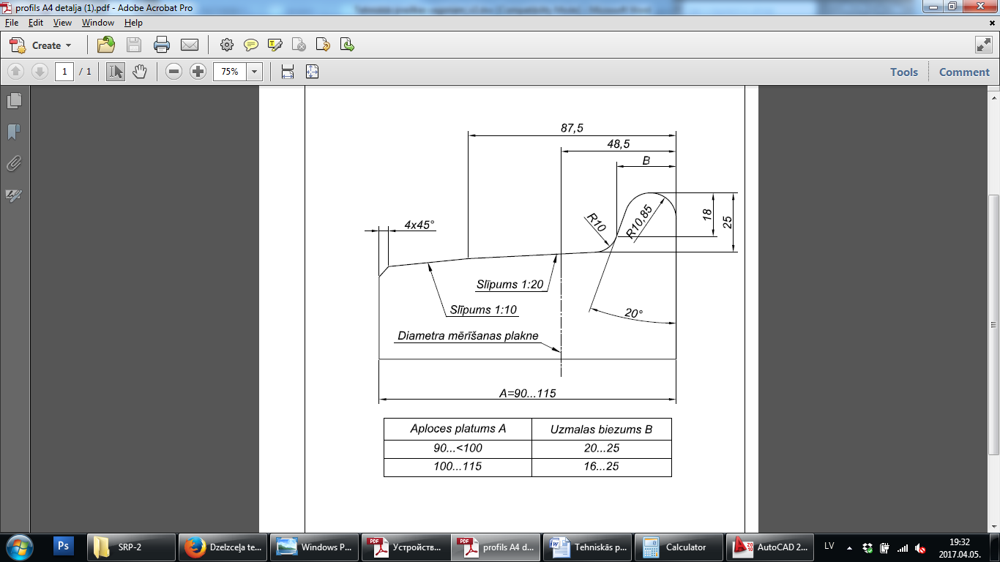 profils A4 detaļa (1).pdf - Adobe Acrobat Pro
File Edit View Window Help
Create
1 / 1 75% Tools Comment
87,5
48,5
B
4x45°
R10
R10,85
18
25
Slīpums 1:20
Slīpums 1:10
20°
Diametra mērīšanas plakne
A=90...115
Aploces platums A Uzmalas biezums B
90...<100 20...25
100...115 16...25
Ps SRP-2 Dzelzceļa te... Windows P... Устройств... profils A4 d... Tehniskās p... Calculator AutoCAD 2... LV 19:32
2017.04.05.